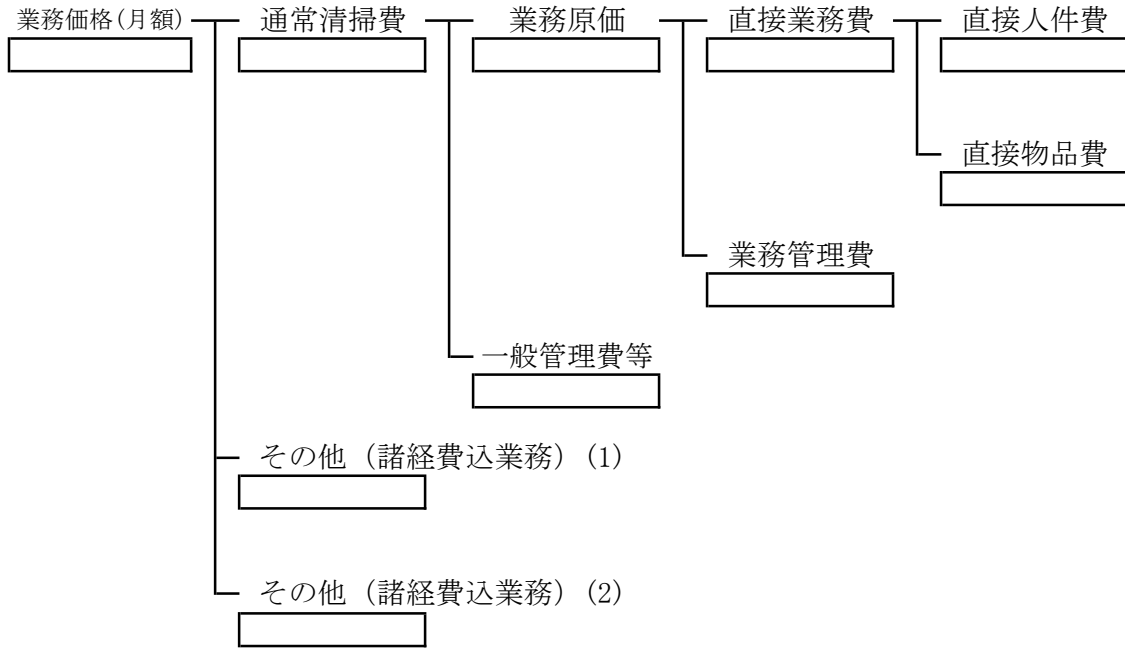 業務価格(月額) 通常清掃費 業務原価 直接業務費 直接人件費
直接物品費
業務管理費
一般管理費等
その他（諸経費込業務）(1)
その他（諸経費込業務）(2)